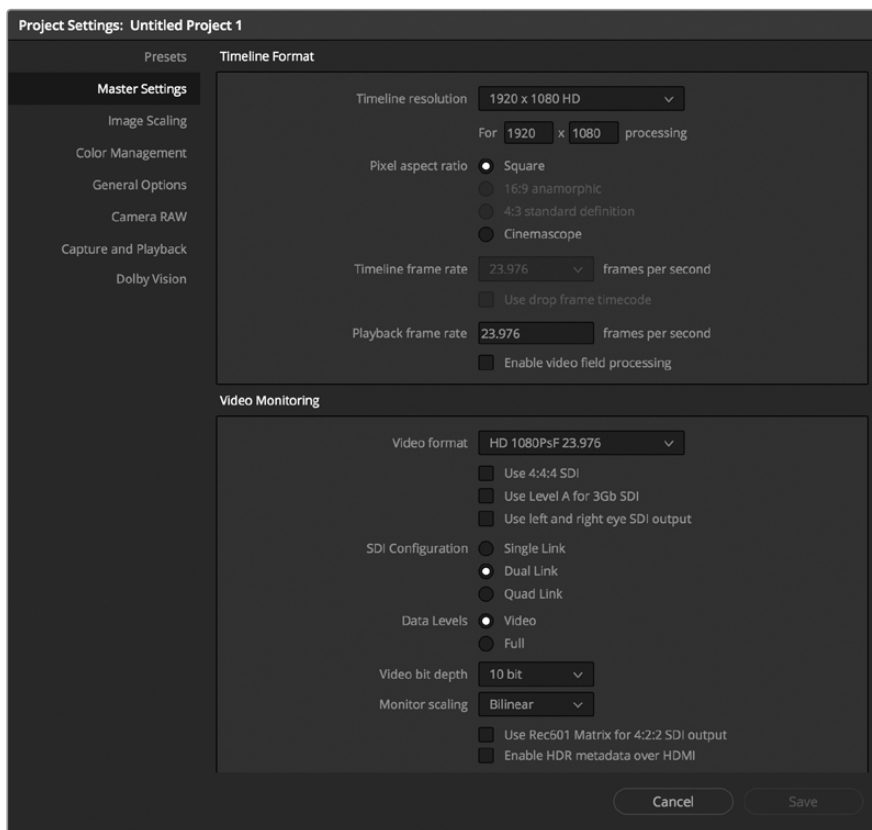 Project Settings: Untitled Project 1
Presets
Master Settings
Image Scaling
Color Management
General Options
Camera RAW
Capture and Playback
Dolby Vision
Timeline Format
Timeline resolution 1920 x 1080 HD
For 1920 x 1080 processing
Pixel aspect ratio Square
16:9 anamorphic
4:3 standard definition
Cinemascope
Timeline frame rate 23.976 frames per second
Use drop frame timecode
Playback frame rate 23.976 frames per second
Enable video field processing
Video Monitoring
Video format HD 1080PsF 23.976
Use 4:4:4 SDI
Use Level A for 3Gb SDI
Use left and right eye SDI output
SDI Configuration Single Link
Dual Link
Quad Link
Data Levels Video
Full
Video bit depth 10 bit
Monitor scaling Bilinear
Use Rec601 Matrix for 4:2:2 SDI output
Enable HDR metadata over HDMI
Cancel Save